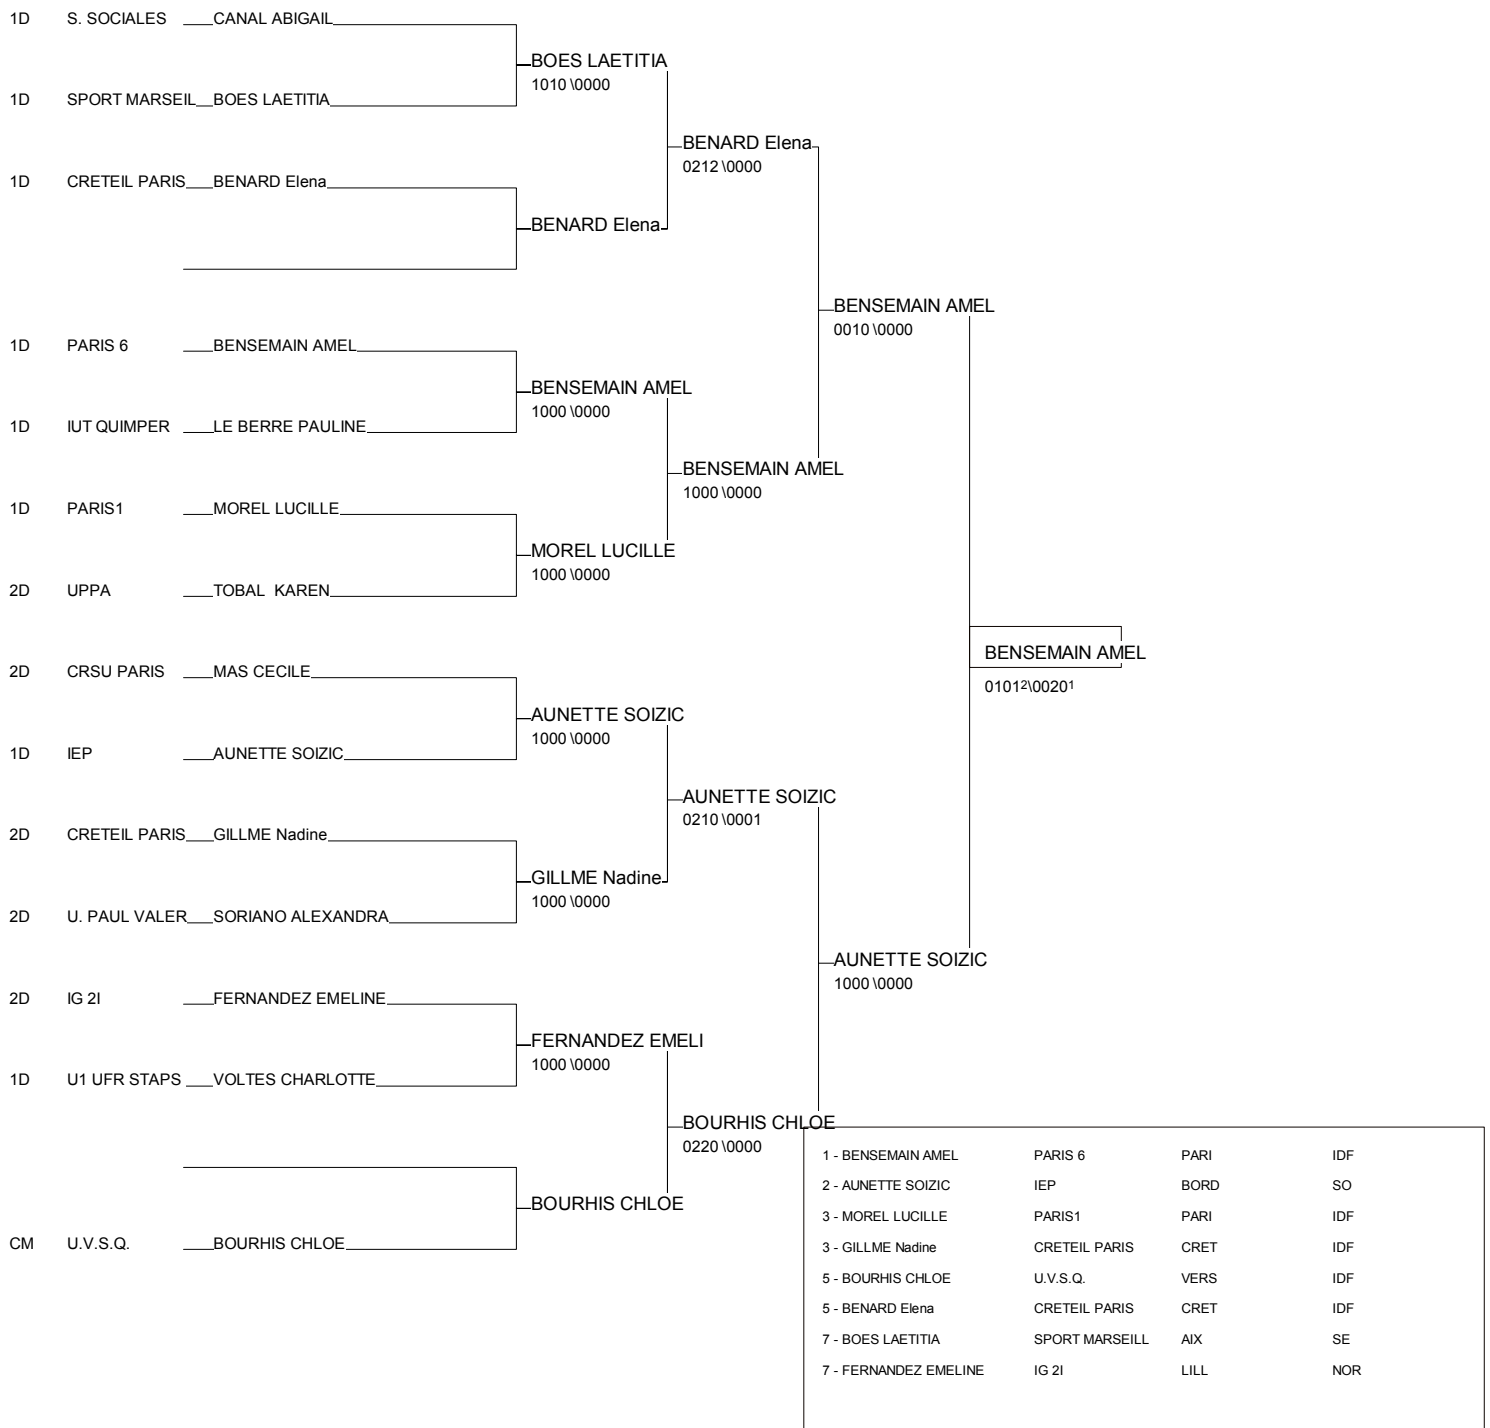 1D S. SOCIALES CANAL ABIGAIL
BOES LAETITIA
1010 \0000
1D SPORT MARSEIL BOES LAETITIA
BENARD Elena
0212 \0000
1D CRETEIL PARIS BENARD Elena
BENARD Elena
BENSEMAIN AMEL
0010 \0000
1D PARIS 6 BENSEMAIN AMEL
BENSEMAIN AMEL
1000 \0000
1D IUT QUIMPER LE BERRE PAULINE
BENSEMAIN AMEL
1000 \0000
1D PARIS1 MOREL LUCILLE
MOREL LUCILLE
1000 \0000
2D UPPA TOBAL KAREN
BENSEMAIN AMEL
0101²\0020¹
2D CRSU PARIS MAS CECILE
AUNETTE SOIZIC
1000 \0000
1D IEP AUNETTE SOIZIC
AUNETTE SOIZIC
0210 \0001
2D CRETEIL PARIS GILLME Nadine
GILLME Nadine
1000 \0000
2D U. PAUL VALER SORIANO ALEXANDRA
AUNETTE SOIZIC
1000 \0000
2D IG 2I FERNANDEZ EMELINE
FERNANDEZ EMELI
1000 \0000
1D U1 UFR STAPS VOLTES CHARLOTTE
BOURHIS CHLOE
0220 \0000
BOURHIS CHLOE
CM U.V.S.Q. BOURHIS CHLOE
1 - BENSEMAIN AMEL PARIS 6 PARI IDF
2 - AUNETTE SOIZIC IEP BORD SO
3 - MOREL LUCILLE PARIS1 PARI IDF
3 - GILLME Nadine CRETEIL PARIS CRET IDF
5 - BOURHIS CHLOE U.V.S.Q. VERS IDF
5 - BENARD Elena CRETEIL PARIS CRET IDF
7 - BOES LAETITIA SPORT MARSEILL AIX SE
7 - FERNANDEZ EMELINE IG 2I LILL NOR